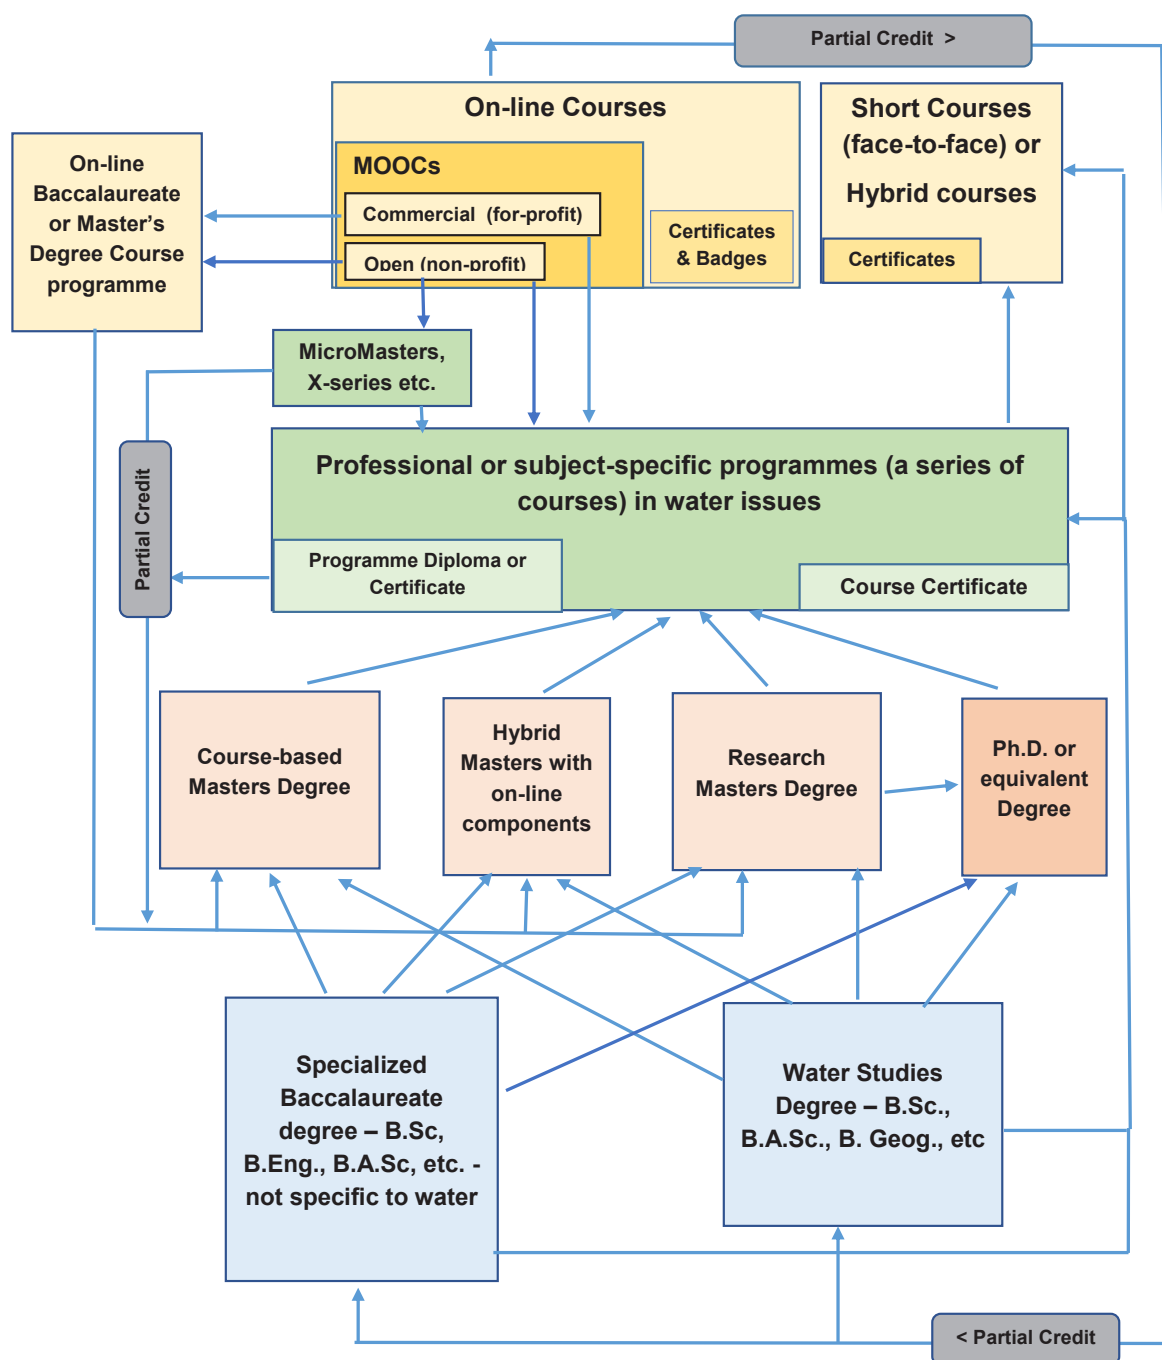 Partial Credit  >
On-line Courses
Short Courses
(face-to-face) or
Hybrid courses
MOOCs
On-line
Baccalaureate
or Master's
Degree Course
programme
Commercial  (for-profit)
Open (non-profit)
Certificates
& Badges
Certificates
MicroMasters,
X-series etc.
Professional or subject-specific programmes (a series of
courses) in water issues
Partial Credit
Programme Diploma or
Certificate
Course Certificate
Course-based
Masters Degree
Hybrid
Masters with
on-line
components
Research
Masters Degree
Ph.D. or
equivalent
Degree
Specialized
Baccalaureate
degree – B.Sc,
B.Eng., B.A.Sc, etc. -
not specific to water
Water Studies
Degree – B.Sc.,
B.A.Sc., B. Geog., etc
< Partial Credit